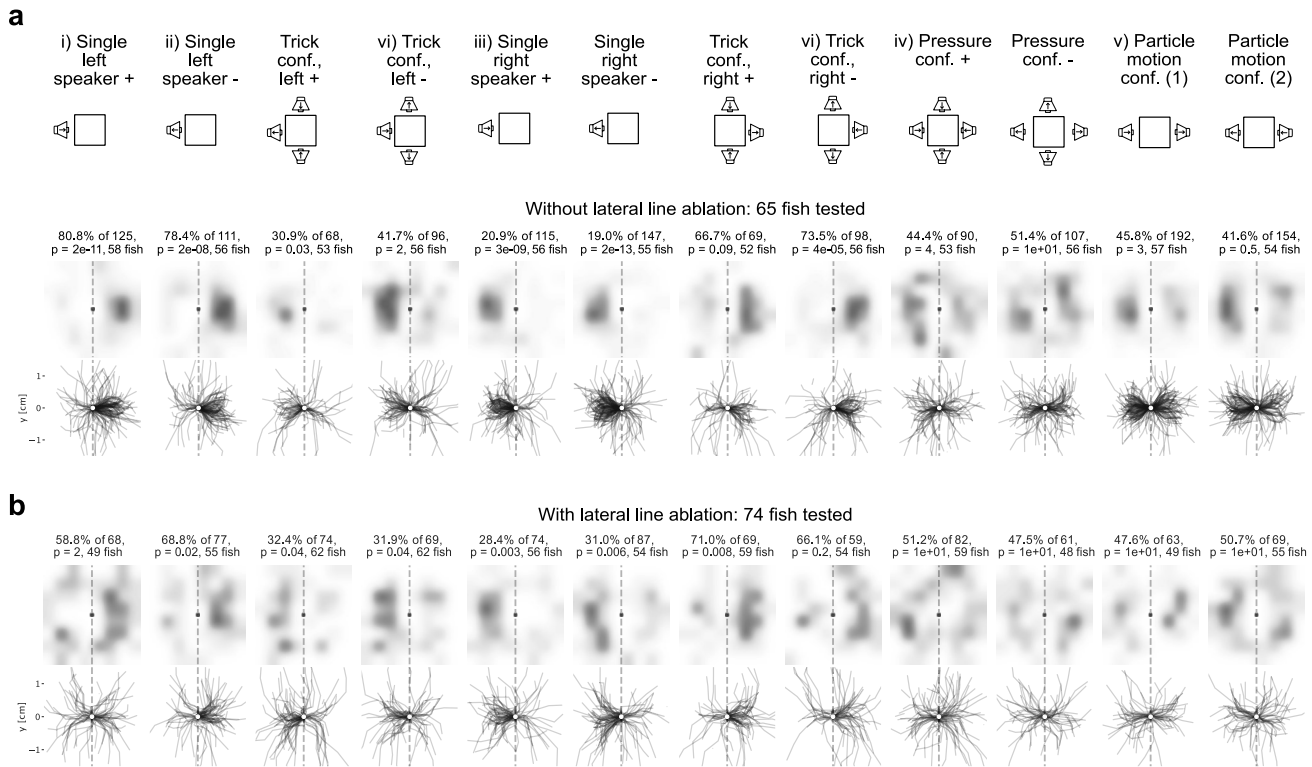 a
i) Single left speaker +
ii) Single left speaker -
Trick conf., left +
vi) Trick conf., left -
iii) Single right speaker +
Single right speaker -
Trick conf., right +
vi) Trick conf., right -
iv) Pressure conf. +
Pressure conf. -
v) Particle motion conf. (1)
Particle motion conf. (2)
Without lateral line ablation: 65 fish tested
80.8% of 125,
p = 2e-11, 58 fish
78.4% of 111,
p = 2e-08, 56 fish
30.9% of 68,
p = 0.03, 53 fish
41.7% of 96,
p = 2, 56 fish
20.9% of 115,
p = 3e-09, 56 fish
19.0% of 147,
p = 2e-13, 55 fish
66.7% of 69,
p = 0.09, 52 fish
73.5% of 98,
p = 4e-05, 56 fish
44.4% of 90,
p = 4, 53 fish
51.4% of 107,
p = 1e+01, 56 fish
45.8% of 192,
p = 3, 57 fish
41.6% of 154,
p = 0.5, 54 fish
y [cm]
1
0
−1
b
With lateral line ablation: 74 fish tested
58.8% of 68,
p = 2, 49 fish
68.8% of 77,
p = 0.02, 55 fish
32.4% of 74,
p = 0.04, 62 fish
31.9% of 69,
p = 0.04, 62 fish
28.4% of 74,
p = 0.003, 56 fish
31.0% of 87,
p = 0.006, 54 fish
71.0% of 69,
p = 0.008, 59 fish
66.1% of 59,
p = 0.2, 54 fish
51.2% of 82,
p = 1e+01, 59 fish
47.5% of 61,
p = 1e+01, 48 fish
47.6% of 63,
p = 1e+01, 49 fish
50.7% of 69,
p = 1e+01, 55 fish
y [cm]
1
0
−1